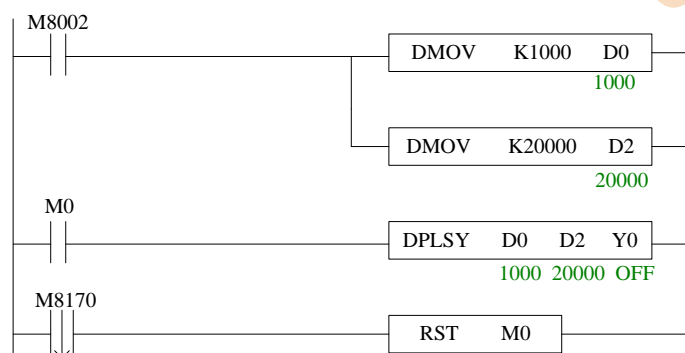 M8002
DMOV K1000 D0
1000
DMOV K20000 D2
20000
M0
DPLSY D0 D2 Y0
1000 20000 OFF
M8170
RST M0